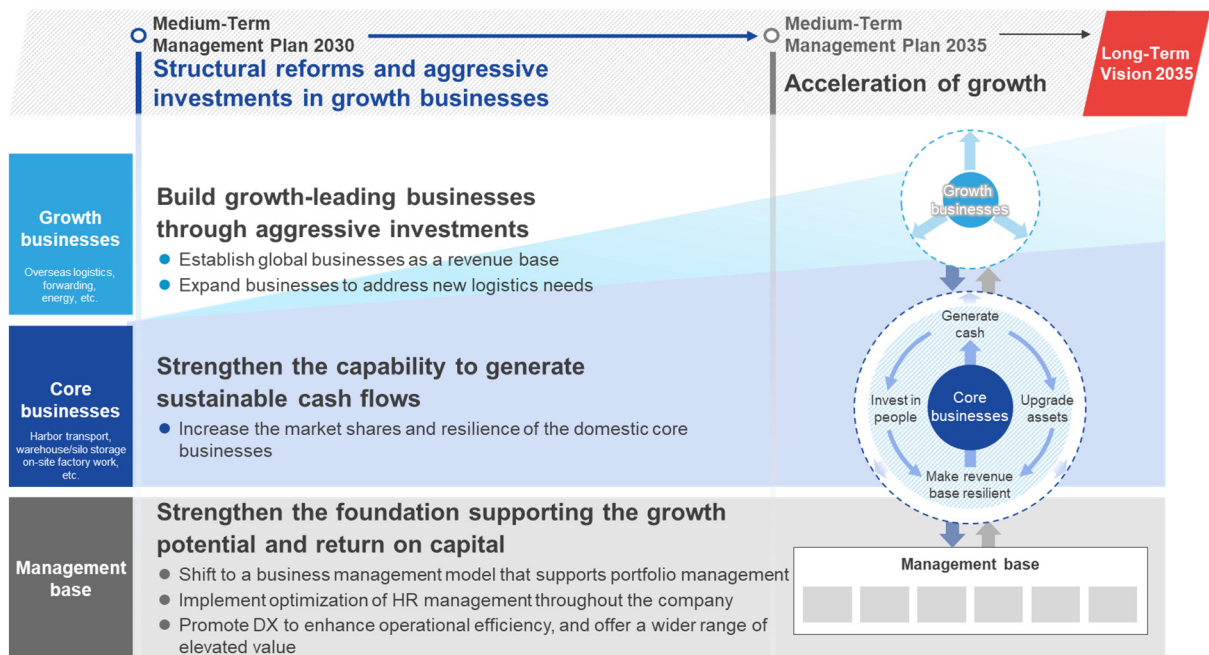 Medium-Term
Management Plan 2030
Structural reforms and aggressive
investments in growth businesses
Medium-Term
Management Plan 2035
Acceleration of growth
Long-Term
Vision 2035
Growth
businesses
Overseas logistics,
forwarding,
energy, etc.
Build growth-leading businesses
through aggressive investments
Establish global businesses as a revenue base
Expand businesses to address new logistics needs
Growth
businesses
Core
businesses
Harbor transport,
warehouse/silo storage
on-site factory work,
etc.
Strengthen the capability to generate
sustainable cash flows
Increase the market shares and resilience of the domestic core
businesses
Generate
cash
Invest in
people
Core
businesses
Upgrade
assets
Make revenue
base resilient
Management
base
Strengthen the foundation supporting the growth
potential and return on capital
Shift to a business management model that supports portfolio management
Implement optimization of HR management throughout the company
Promote DX to enhance operational efficiency, and offer a wider range of
elevated value
Management base